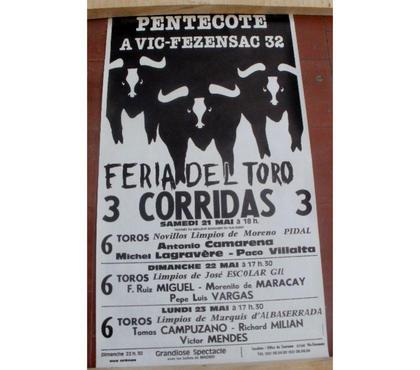 PENTECOTE
A VIC-FEZENSAC 32
FERIA DEL TORO
3 CORRIDAS 3
SAMEDI 21 MAI à 18 h.
6 TOROS Novillos Limpios de Moreno PIDAL
Antonio Camarena
Michel Lagravère - Paco Villalta
DIMANCHE 22 MAI à 17 h. 30
6 TOROS Limpios de José ESCOLAR Gil
F. Ruiz MIGUEL - Morenito de MARACAY
Pepe Luis VARGAS
LUNDI 23 MAI à 17 h. 30
6 TOROS Limpios de Marquis d'ALBASERRADA
Tomas CAMPUZANO - Richard MILIAN
Victor MENDES
Dimanche 22 h. 30
Grandiose Spectacle